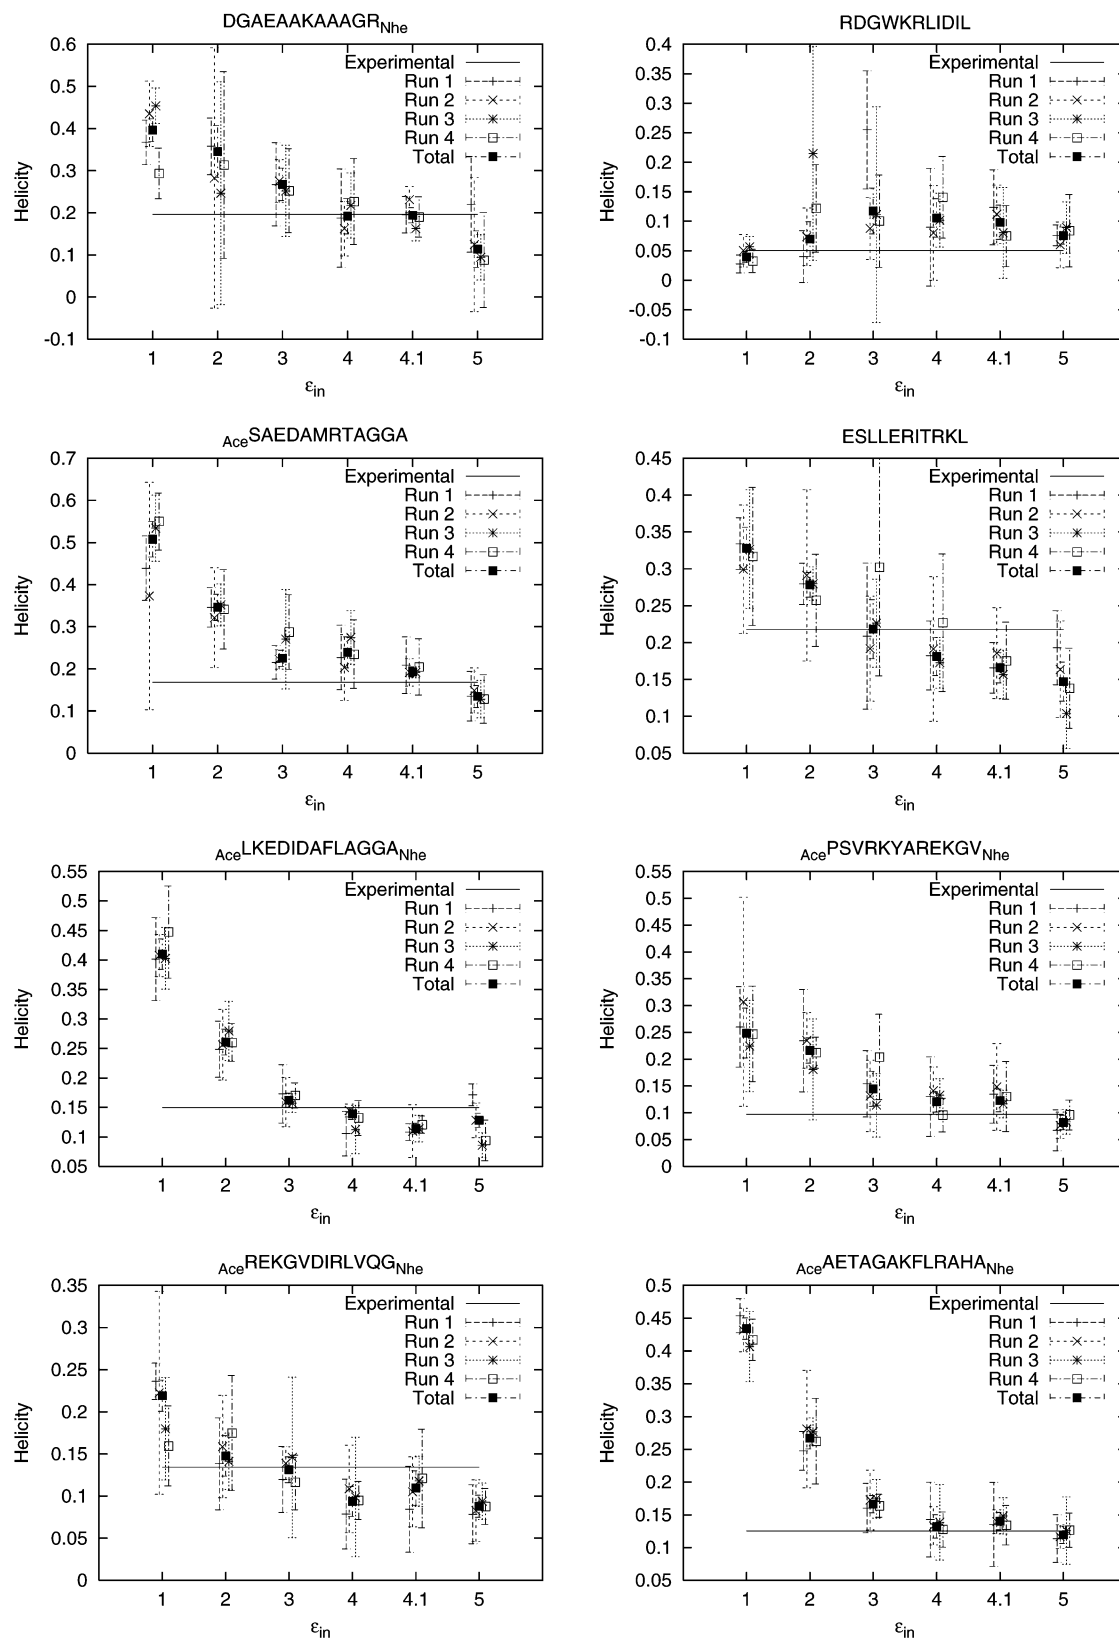 DGAEAAKAAAGR Nhe
0.6
0.5
0.4
0.3
0.2
0.1
0
-0.1
Helicity
Experimental
Run 1
Run 2
Run 3
Run 4
Total
1 2 3 4 4.1 5
εin
RDGWKRLIDIL
0.4
0.35
0.3
0.25
0.2
0.15
0.1
0.05
0
-0.05
-0.1
Helicity
Experimental
Run 1
Run 2
Run 3
Run 4
Total
1 2 3 4 4.1 5
εin
AceSAEDAMRTAGGA
0.7
0.6
0.5
0.4
0.3
0.2
0.1
0
Helicity
Experimental
Run 1
Run 2
Run 3
Run 4
Total
1 2 3 4 4.1 5
εin
ESLLERITRKL
0.45
0.4
0.35
0.3
0.25
0.2
0.15
0.1
0.05
Helicity
Experimental
Run 1
Run 2
Run 3
Run 4
Total
1 2 3 4 4.1 5
εin
AceLKEDIDAFLAGGANhe
0.55
0.5
0.45
0.4
0.35
0.3
0.25
0.2
0.15
0.1
0.05
Helicity
Experimental
Run 1
Run 2
Run 3
Run 4
Total
1 2 3 4 4.1 5
εin
AcePSVRKYAREKGVNhe
0.55
0.5
0.45
0.4
0.35
0.3
0.25
0.2
0.15
0.1
0.05
0
Helicity
Experimental
Run 1
Run 2
Run 3
Run 4
Total
1 2 3 4 4.1 5
εin
AceREKGVDIRLVQGNhe
0.35
0.3
0.25
0.2
0.15
0.1
0.05
0
Helicity
Experimental
Run 1
Run 2
Run 3
Run 4
Total
1 2 3 4 4.1 5
εin
AceAETAGAKFLRAHANhe
0.5
0.45
0.4
0.35
0.3
0.25
0.2
0.15
0.1
0.05
Helicity
Experimental
Run 1
Run 2
Run 3
Run 4
Total
1 2 3 4 4.1 5
εin